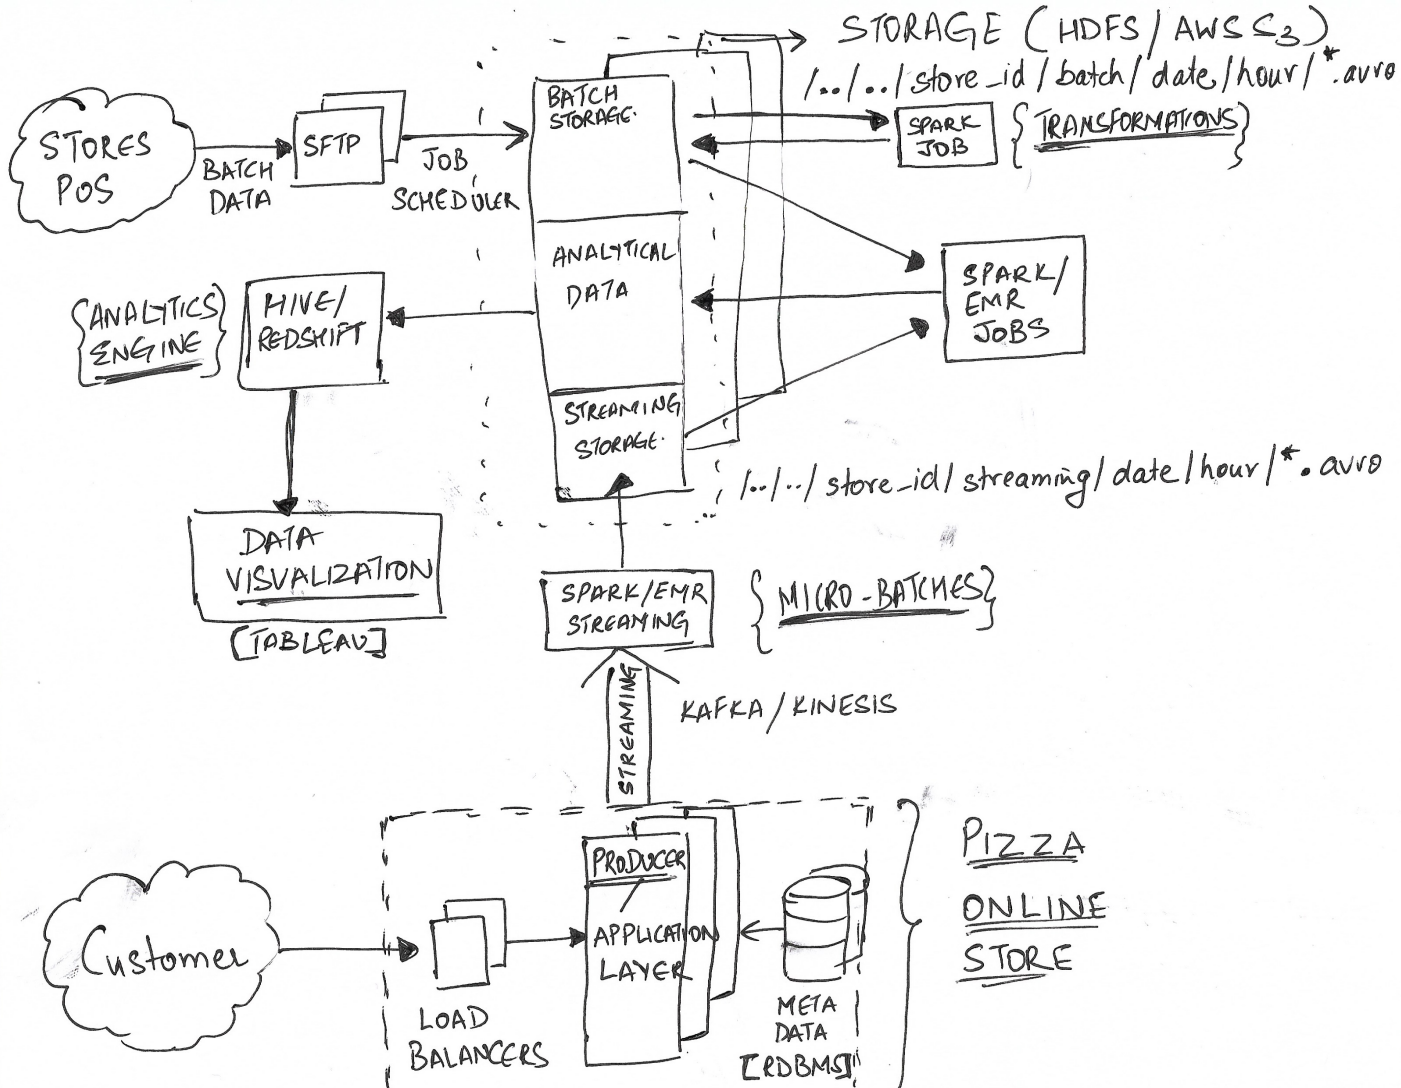 STORAGE (HDFS/AWS S3)
/../../store_id/batch/date/hour/*.avro
STORES
POS
BATCH
DATA
SFTP
JOB
SCHEDULER
BATCH
STORAGE.
SPARK
JOB
{TRANSFORMATIONS}
ANALYTICAL
DATA
SPARK/
EMR
JOBS
{ANALYTICS
ENGINE}
HIVE/
REDSHIFT
STREAMING
STORAGE.
/../../store_id/streaming/date/hour/*.avro
DATA
VISUALIZATION
[TABLEAU]
SPARK/EMR
STREAMING
{MICRO-BATCHES}
STREAMING
KAFKA/KINESIS
PRODUCER
APPLICATION
LAYER
Customer
LOAD
BALANCERS
META
DATA
[RDBMS]
PIZZA
ONLINE
STORE